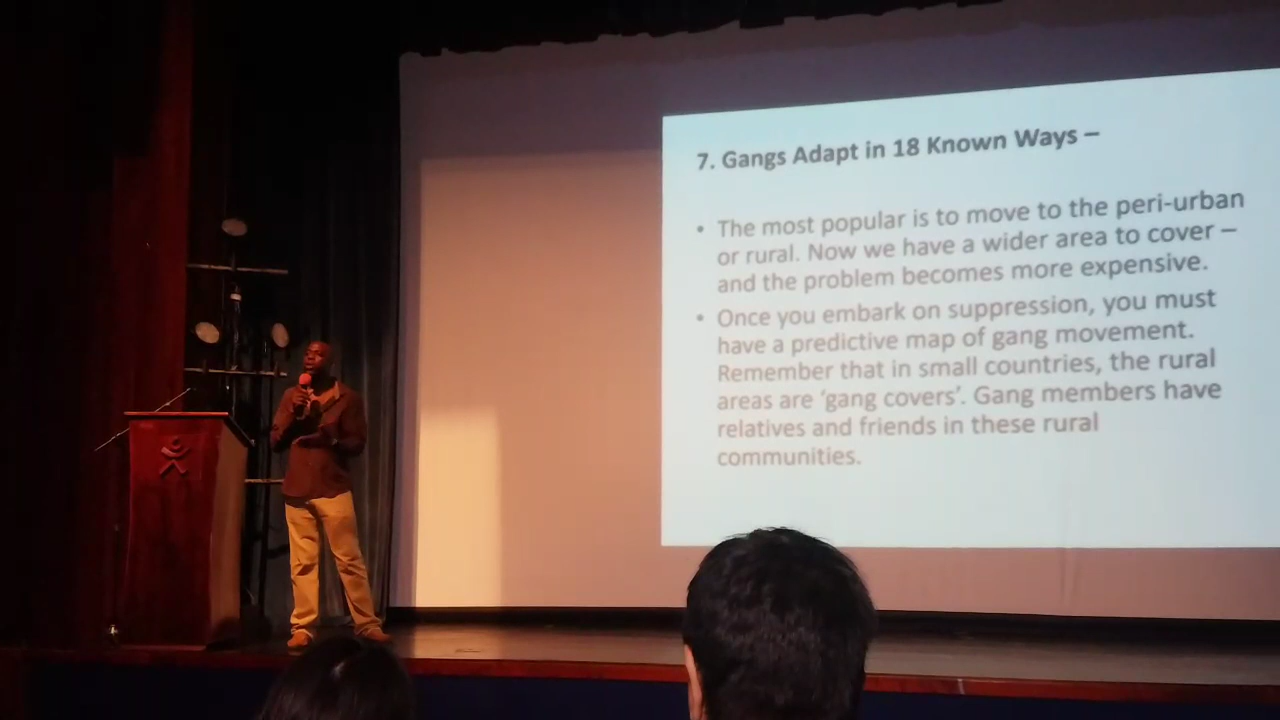 7. Gangs Adapt in 18 Known Ways –
• The most popular is to move to the peri-urban
or rural. Now we have a wider area to cover –
and the problem becomes more expensive.
• Once you embark on suppression, you must
have a predictive map of gang movement.
Remember that in small countries, the rural
areas are ‘gang covers’. Gang members have
relatives and friends in these rural
communities.